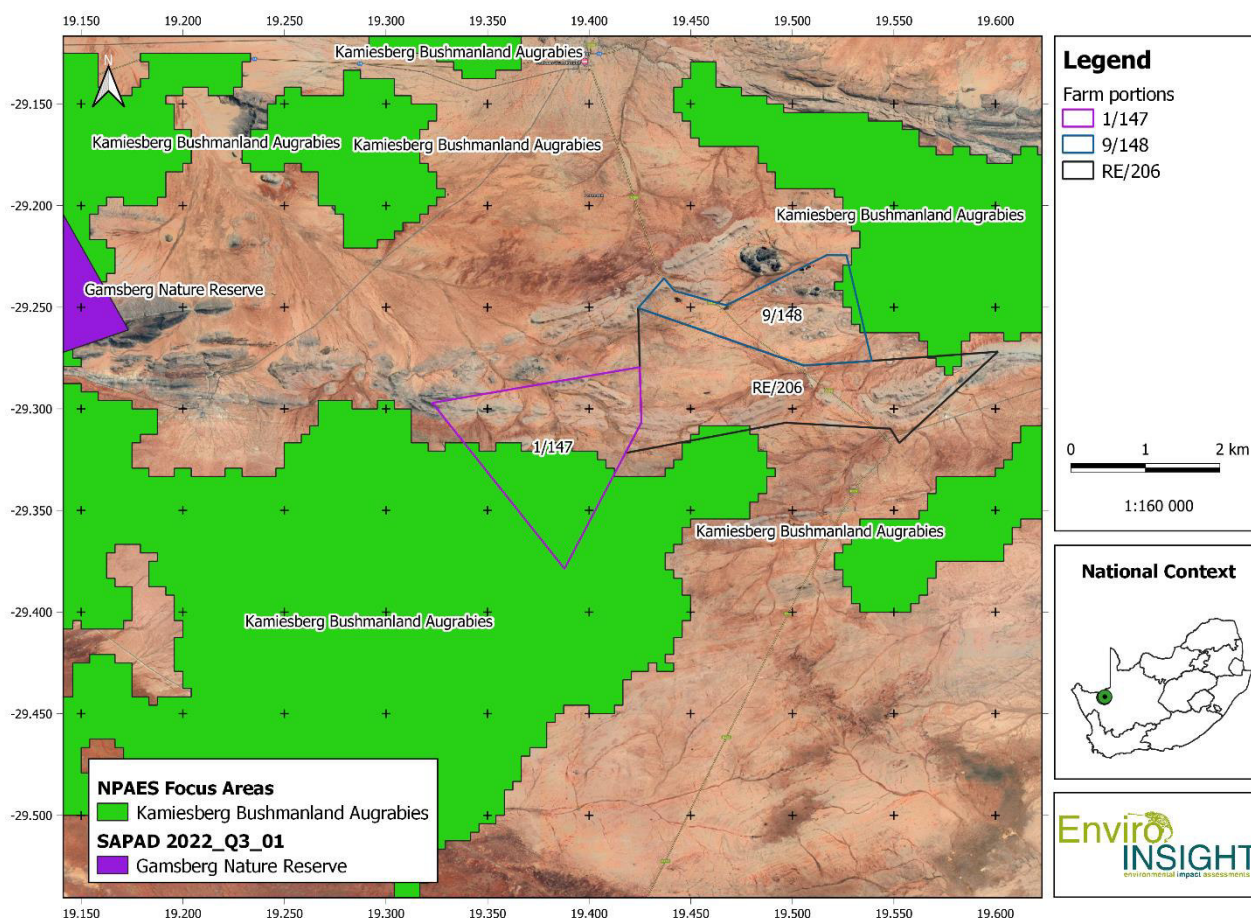 19.150 19.200 19.250 19.300 19.350 19.400 19.450 19.500 19.550 19.600
-29.150
-29.200
-29.250
-29.300
-29.350
-29.400
-29.450
-29.500
N
Kamiesberg Bushmanland Augrabies
Kamiesberg Bushmanland Augrabies
Kamiesberg Bushmanland Augrabies
Kamiesberg Bushmanland Augrabies
Gamsberg Nature Reserve
9/148
RE/206
1/147
Kamiesberg Bushmanland Augrabies
Kamiesberg Bushmanland Augrabies
NPAES Focus Areas
Kamiesberg Bushmanland Augrabies
SAPAD 2022_Q3_01
Gamsberg Nature Reserve
19.150 19.200 19.250 19.300 19.350 19.400 19.450 19.500 19.550 19.600
Legend
Farm portions
1/147
9/148
RE/206
0 1 2 km
1:160 000
National Context
Enviro
INSIGHT
environmental impact assessments